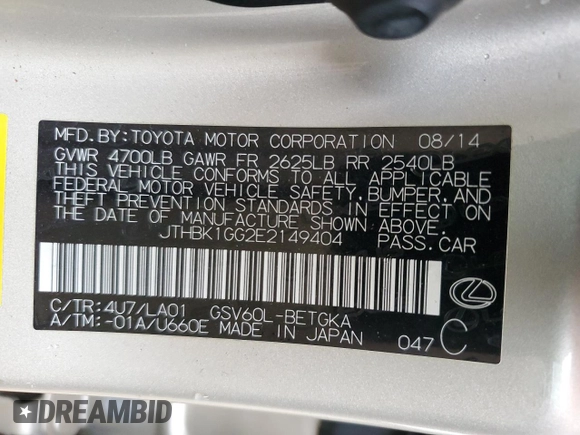 MFD. BY: TOYOTA MOTOR CORPORATION 08/14
GVWR 4700LB GAWR FR 2625LB RR 2540LB
THIS VEHICLE CONFORMS TO ALL APPLICABLE
FEDERAL MOTOR VEHICLE SAFETY, BUMPER, AND
THEFT PREVENTION STANDARDS IN EFFECT ON
THE DATE OF MANUFACTURE SHOWN ABOVE.
JTHBK1GG2E2149404 PASS. CAR
C/TR: 4U7/LA01 GSV60L-BETGKA
A/TM: -01A/U660E MADE IN JAPAN 047 C
DREAMBID